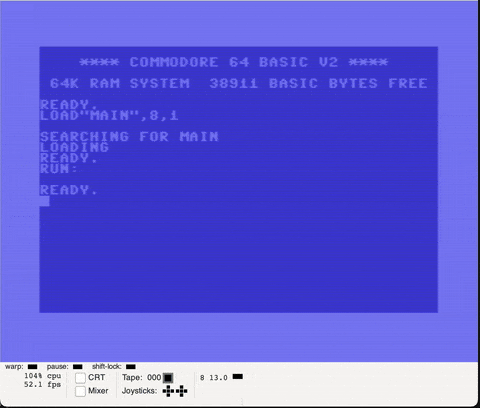 **** COMMODORE 64 BASIC V2 ****
64K RAM SYSTEM 38911 BASIC BYTES FREE
READY.
LOAD"MAIN",8,1
SEARCHING FOR MAIN
LOADING
READY.
RUN:
READY.
warp: pause: shift-lock:
104% cpu
52.1 fps
CRT
Mixer
Tape: 000
Joysticks:
8 13.0